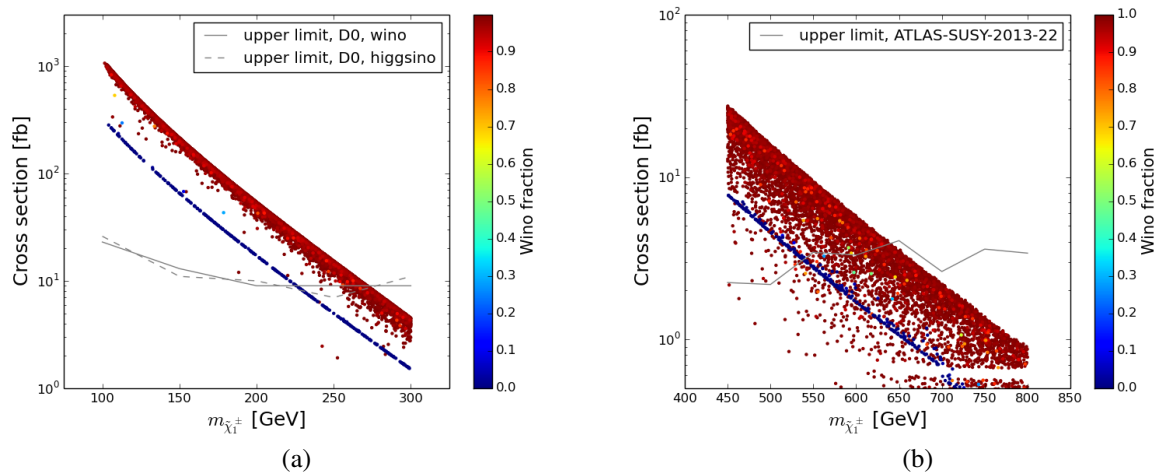 upper limit, D0, wino
upper limit, D0, higgsino
10³
10²
10¹
10⁰
Cross section [fb]
100 150 200 250 300
m_χ̃₁± [GeV]
0.9
0.8
0.7
0.6
0.5
0.4
0.3
0.2
0.1
0.0
Wino fraction
(a)
upper limit, ATLAS-SUSY-2013-22
10²
10¹
10⁰
Cross section [fb]
400 450 500 550 600 650 700 750 800 850
m_χ̃₁± [GeV]
1.0
0.9
0.8
0.7
0.6
0.5
0.4
0.3
0.2
0.1
0.0
Wino fraction
(b)